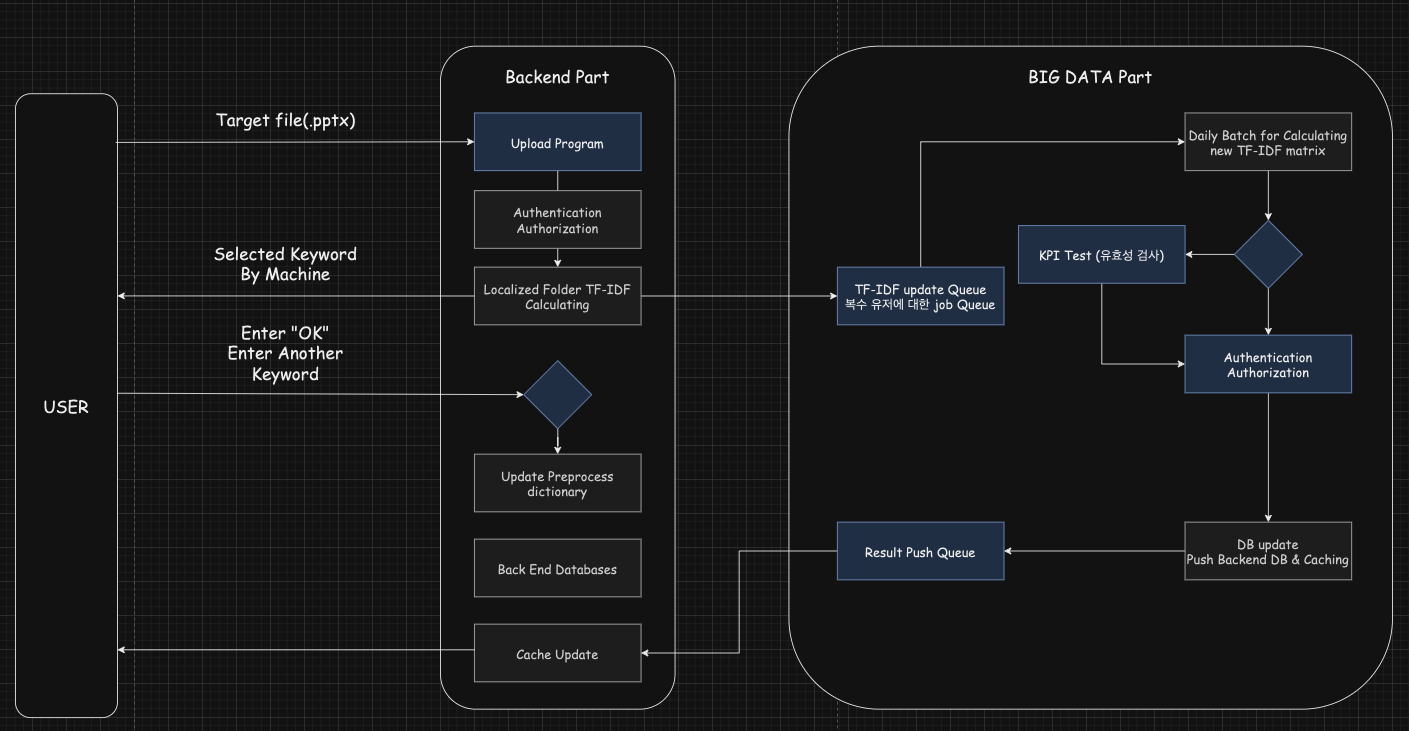 USER
Target file(.pptx)
Selected Keyword
By Machine
Enter "OK"
Enter Another
Keyword
Backend Part
Upload Program
Authentication
Authorization
Localized Folder TF-IDF
Calculating
Update Preprocess
dictionary
Back End Databases
Cache Update
BIG DATA Part
Daily Batch for Calculating
new TF-IDF matrix
KPI Test (유효성 검사)
TF-IDF update Queue
복수 유저에 대한 job Queue
Authentication
Authorization
Result Push Queue
DB update
Push Backend DB & Caching